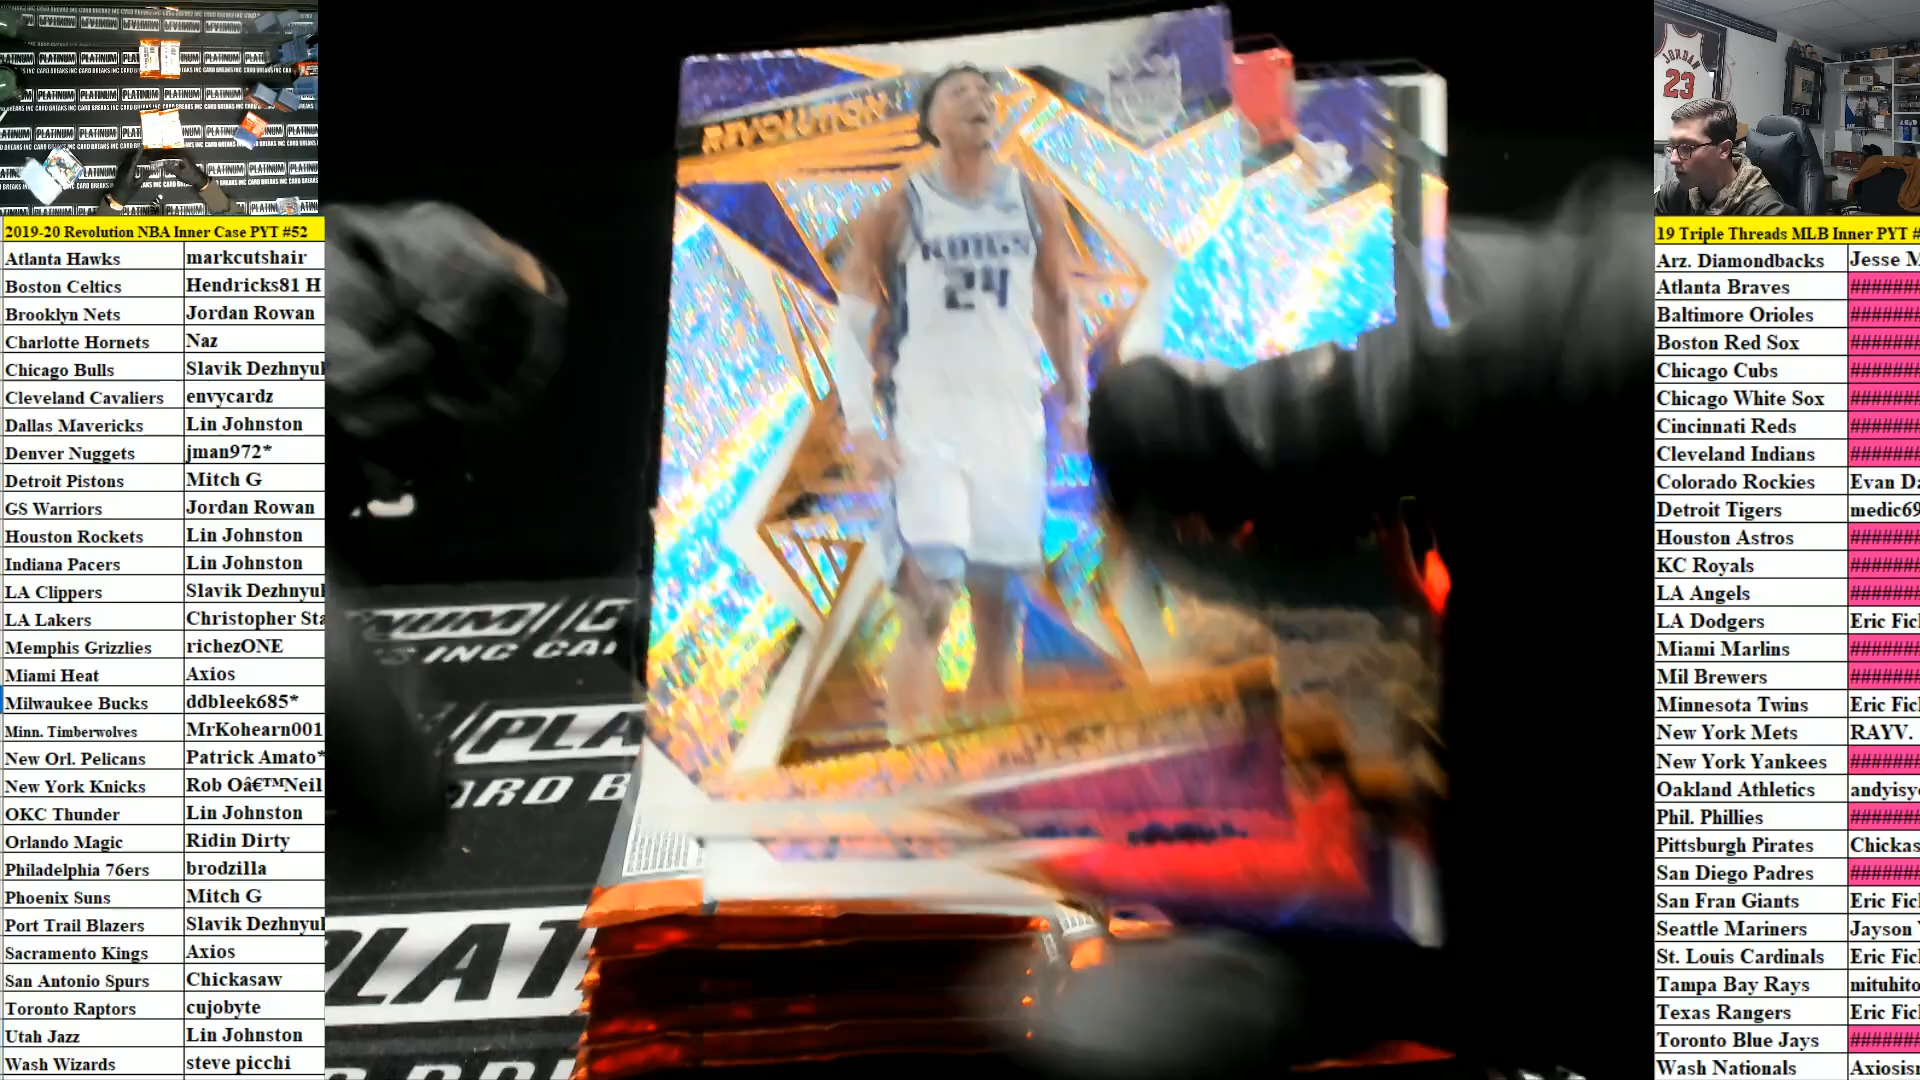 2019-20 Revolution NBA Inner Case PYT #52
Atlanta Hawks markcutshair
Boston Celtics Hendricks81 H
Brooklyn Nets Jordan Rowan
Charlotte Hornets Naz
Chicago Bulls Slavik Dezhnyuk
Cleveland Cavaliers envycardz
Dallas Mavericks Lin Johnston
Denver Nuggets jman972*
Detroit Pistons Mitch G
GS Warriors Jordan Rowan
Houston Rockets Lin Johnston
Indiana Pacers Lin Johnston
LA Clippers Slavik Dezhnyuk
LA Lakers Christopher Sta
Memphis Grizzlies richezONE
Miami Heat Axios
Milwaukee Bucks ddbleek685*
Minn. Timberwolves MrKohearn001
New Orl. Pelicans Patrick Amato*
New York Knicks Rob Oâ€™Neil
OKC Thunder Lin Johnston
Orlando Magic Ridin Dirty
Philadelphia 76ers brodzilla
Phoenix Suns Mitch G
Port Trail Blazers Slavik Dezhnyuk
Sacramento Kings Axios
San Antonio Spurs Chickasaw
Toronto Raptors cujobyte
Utah Jazz Lin Johnston
Wash Wizards steve picchi
REVOLUTION
KINGS
24
PLA
ARD B
PLAT
JORDAN
23
19 Triple Threads MLB Inner PYT #
Arz. Diamondbacks Jesse M
Atlanta Braves #######
Baltimore Orioles #######
Boston Red Sox #######
Chicago Cubs #######
Chicago White Sox #######
Cincinnati Reds #######
Cleveland Indians #######
Colorado Rockies Evan Da
Detroit Tigers medic69
Houston Astros #######
KC Royals #######
LA Angels #######
LA Dodgers Eric Fic
Miami Marlins #######
Mil Brewers #######
Minnesota Twins Eric Fic
New York Mets RAYV.
New York Yankees #######
Oakland Athletics andyisy
Phil. Phillies #######
Pittsburgh Pirates Chickas
San Diego Padres #######
San Fran Giants Eric Fic
Seattle Mariners Jayson
St. Louis Cardinals Eric Fic
Tampa Bay Rays mituhito
Texas Rangers Eric Fic
Toronto Blue Jays #######
Wash Nationals Axiosis